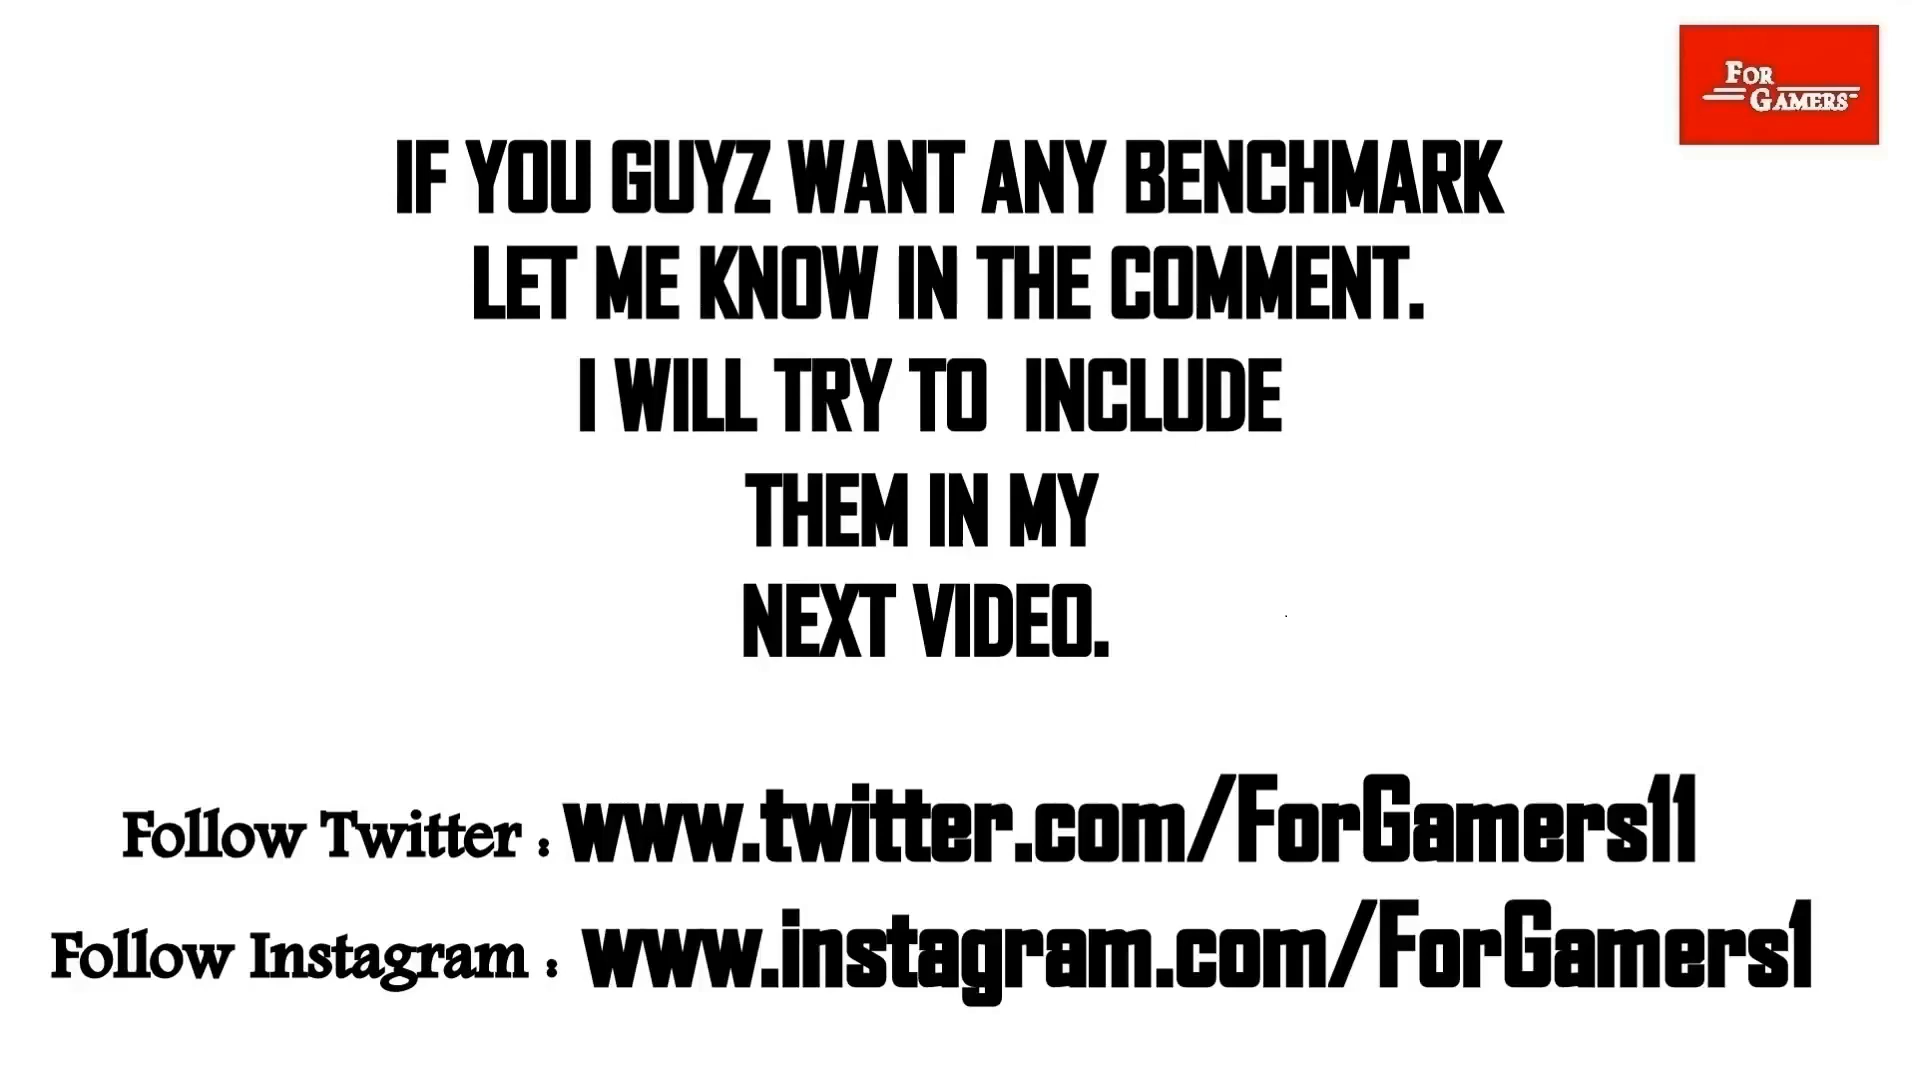 FOR
GAMERS
IF YOU GUYZ WANT ANY BENCHMARK
LET ME KNOW IN THE COMMENT.
I WILL TRY TO INCLUDE
THEM IN MY
NEXT VIDEO.
Follow Twitter : www.twitter.com/ForGamers11
Follow Instagram : www.instagram.com/ForGamers1